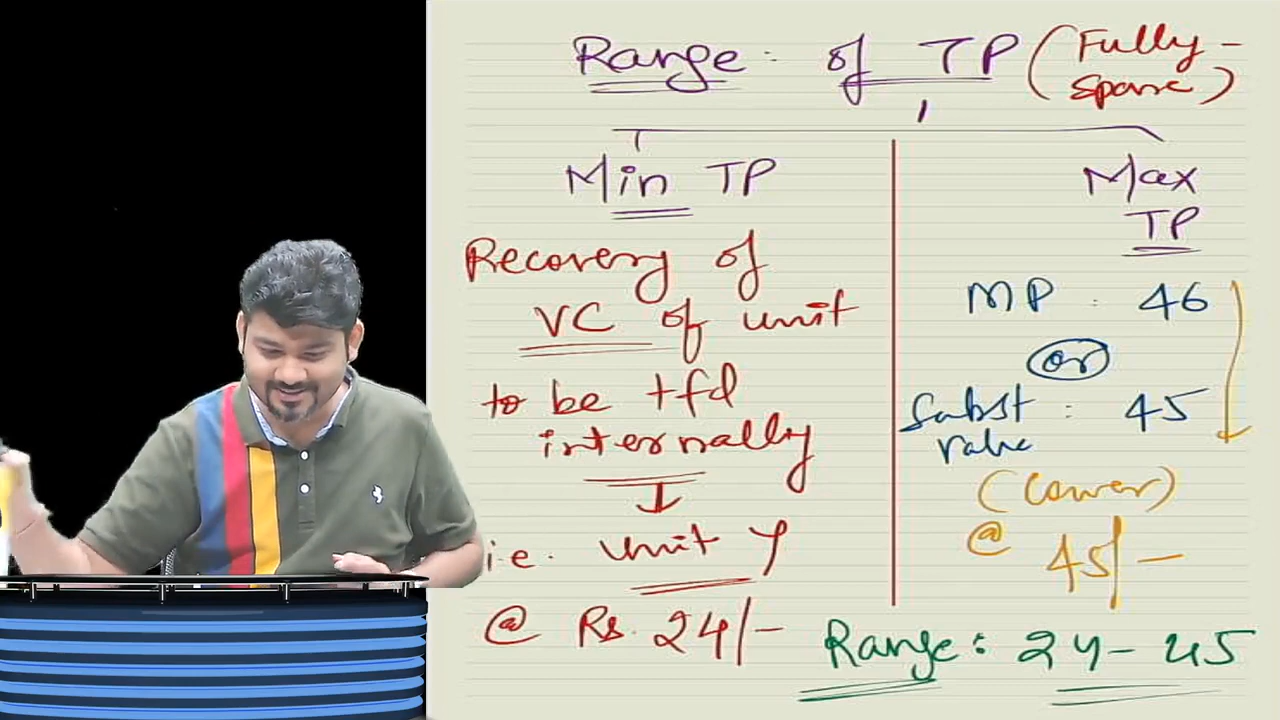 Range: of TP (Fully-
Spare)
Min TP
Recovery of
VC of unit
to be tfd
internally
i.e. unit Y
@ Rs. 24/-
Max
TP
MP : 46
or
Subst : 45
value
(lower)
@ 45/-
Range: 24-45